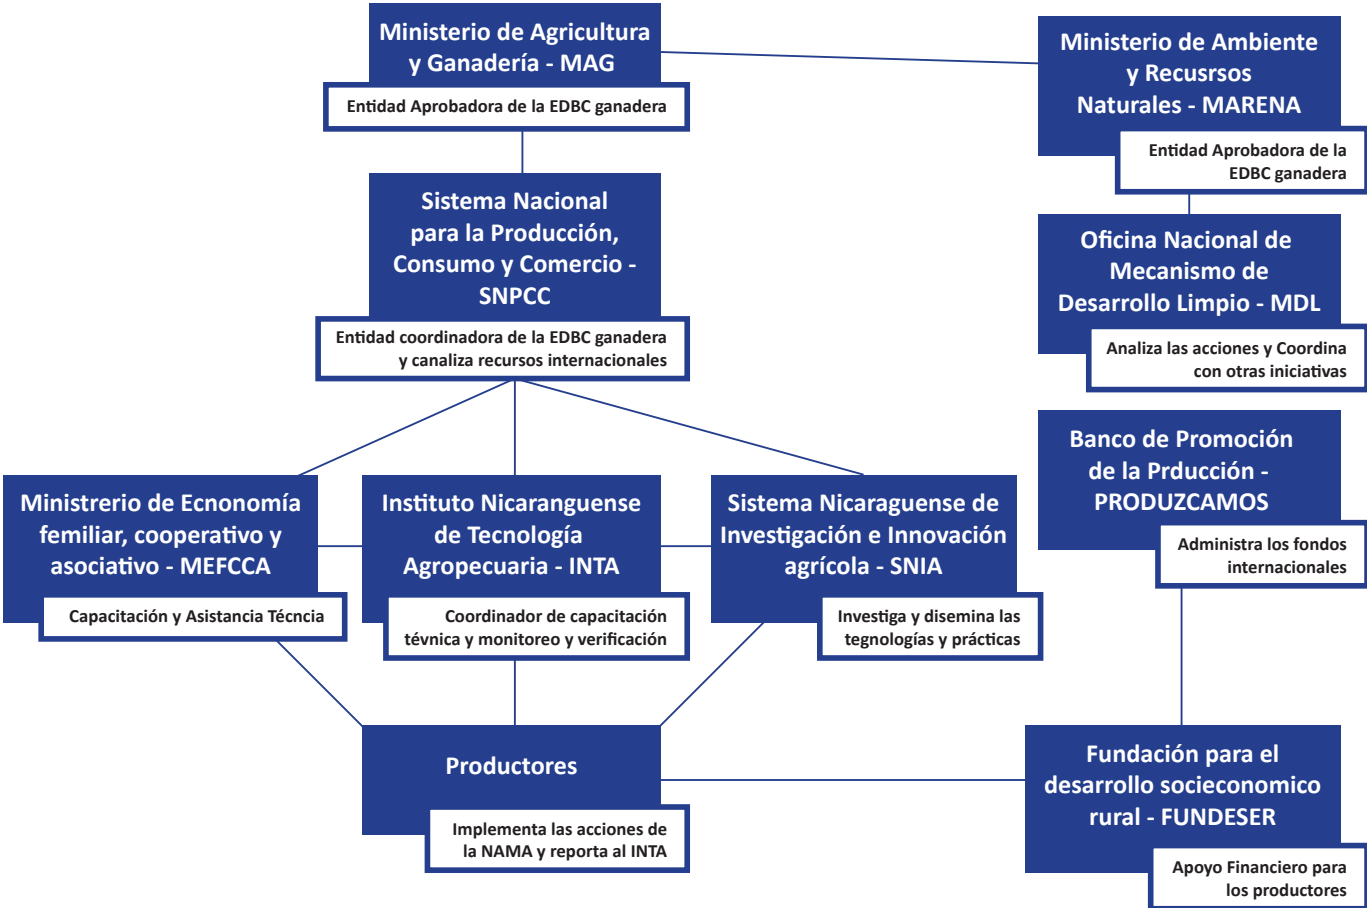 Ministerio de Agricultura
y Ganadería - MAG
Entidad Aprobadora de la EDBC ganadera
Ministerio de Ambiente
y Recusrsos
Naturales - MARENA
Entidad Aprobadora de la
EDBC ganadera
Sistema Nacional
para la Producción,
Consumo y Comercio -
SNPCC
Entidad coordinadora de la EDBC ganadera
y canaliza recursos internacionales
Oficina Nacional de
Mecanismo de
Desarrollo Limpio - MDL
Analiza las acciones y Coordina
con otras iniciativas
Banco de Promoción
de la Prducción -
PRODUZCAMOS
Administra los fondos
internacionales
Ministrerio de Ecnonomía
femiliar, cooperativo y
asociativo - MEFCCA
Capacitación y Asistancia Técncia
Instituto Nicaranguense
de Tecnología
Agropecuaria - INTA
Coordinador de capacitación
tévnica y monitoreo y verificación
Sistema Nicaraguense de
Investigación e Innovación
agrícola - SNIA
Investiga y disemina las
tegnologías y prácticas
Productores
Implementa las acciones de
la NAMA y reporta al INTA
Fundación para el
desarrollo socieconomico
rural - FUNDESER
Apoyo Financiero para
los productores